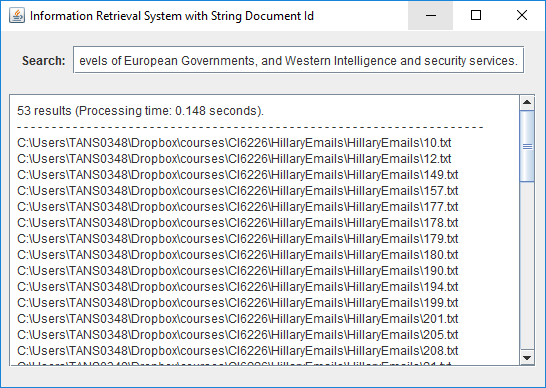 Information Retrieval System with String Document Id
Search: evels of European Governments, and Western Intelligence and security services.
53 results (Processing time: 0.148 seconds).
- - - - - - - - - - - - - - - - - - - - - - - - - - - - - - - - - - - - - - - - - - - - - - - - - - - - - - - - - - -
C:\Users\TANS0348\Dropbox\courses\CI6226\HillaryEmails\HillaryEmails\10.txt
C:\Users\TANS0348\Dropbox\courses\CI6226\HillaryEmails\HillaryEmails\12.txt
C:\Users\TANS0348\Dropbox\courses\CI6226\HillaryEmails\HillaryEmails\149.txt
C:\Users\TANS0348\Dropbox\courses\CI6226\HillaryEmails\HillaryEmails\157.txt
C:\Users\TANS0348\Dropbox\courses\CI6226\HillaryEmails\HillaryEmails\177.txt
C:\Users\TANS0348\Dropbox\courses\CI6226\HillaryEmails\HillaryEmails\178.txt
C:\Users\TANS0348\Dropbox\courses\CI6226\HillaryEmails\HillaryEmails\179.txt
C:\Users\TANS0348\Dropbox\courses\CI6226\HillaryEmails\HillaryEmails\180.txt
C:\Users\TANS0348\Dropbox\courses\CI6226\HillaryEmails\HillaryEmails\190.txt
C:\Users\TANS0348\Dropbox\courses\CI6226\HillaryEmails\HillaryEmails\194.txt
C:\Users\TANS0348\Dropbox\courses\CI6226\HillaryEmails\HillaryEmails\199.txt
C:\Users\TANS0348\Dropbox\courses\CI6226\HillaryEmails\HillaryEmails\201.txt
C:\Users\TANS0348\Dropbox\courses\CI6226\HillaryEmails\HillaryEmails\205.txt
C:\Users\TANS0348\Dropbox\courses\CI6226\HillaryEmails\HillaryEmails\208.txt